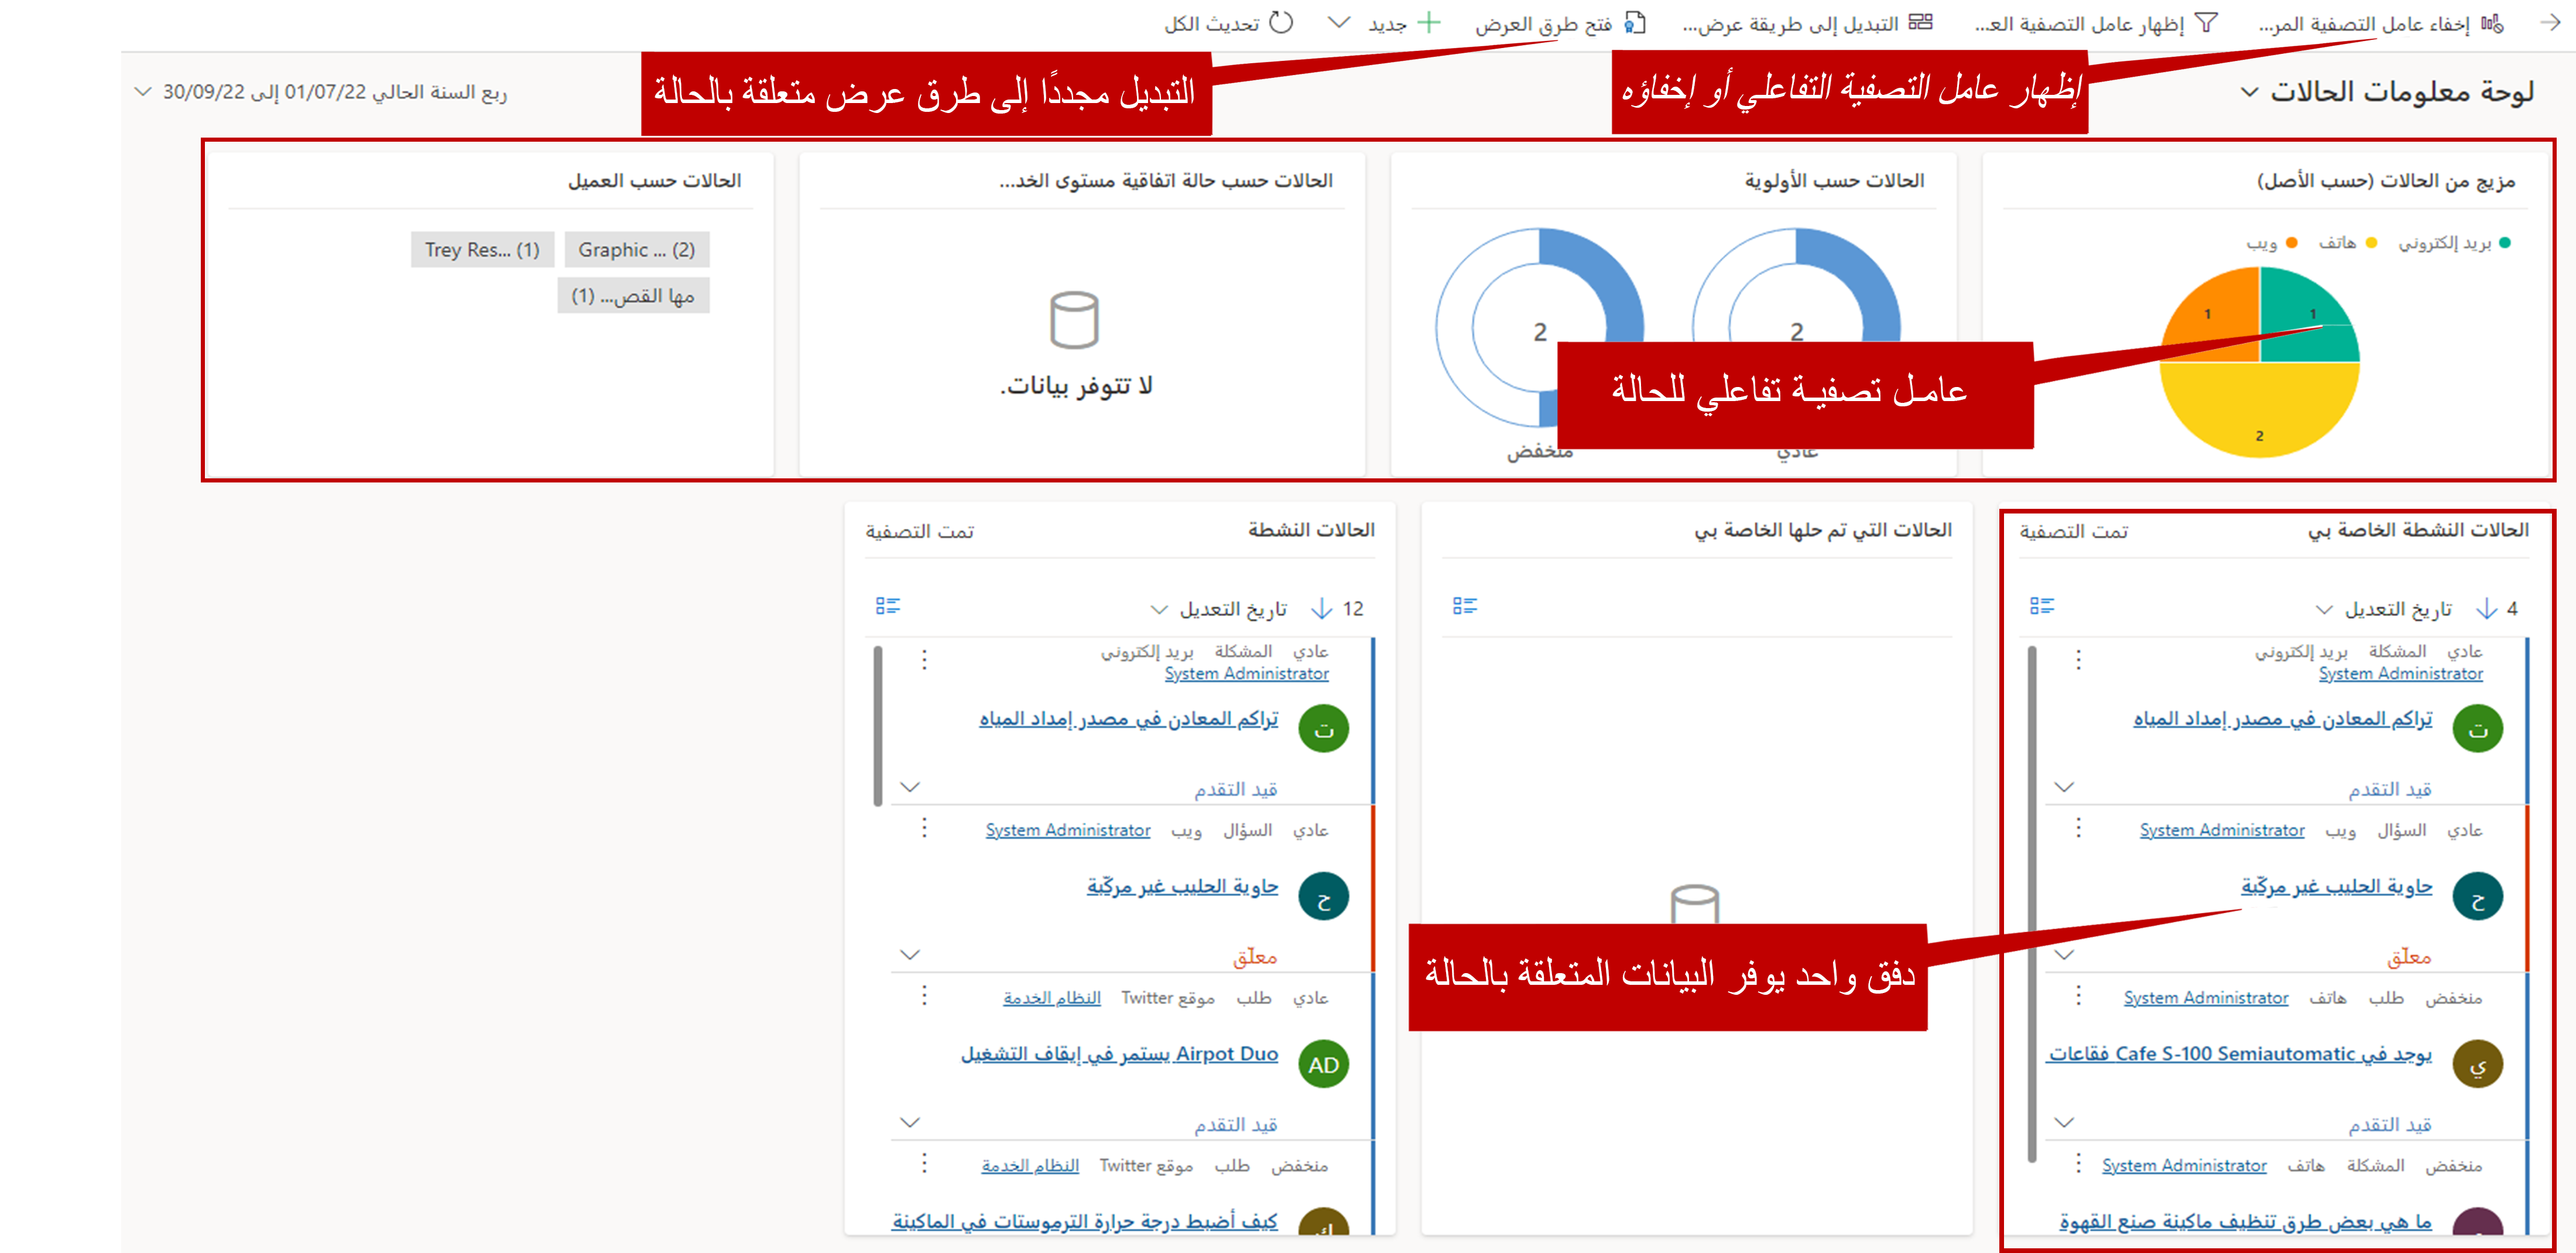 إخفاء عامل التصفية المر...
إظهار عامل التصفية العـ...
التبديل إلى طريقة عرض...
فتح طرق العرض
جديد
تحديث الكل
إظهار عامل التصفية التفاعلي أو إخفاؤه
التبديل مجددًا إلى طرق عرض متعلقة بالحالة
لوحة معلومات الحالات
ربع السنة الحالي 01/07/22 إلى 30/09/22
مزيج من الحالات (حسب الأصل)
بريد إلكتروني
هاتف
ويب
1
1
2
الحالات حسب الأولوية
2
2
عادي
منخفض
عامل تصفية تفاعلي للحالة
الحالات حسب حالة اتفاقية مستوى الخد...
لا تتوفر بيانات.
الحالات حسب العميل
Graphic ... (2)
Trey Res... (1)
مها القص... (1)
الحالات النشطة الخاصة بي
تمت التصفية
4 تاريخ التعديل
عادي المشكلة بريد إلكتروني
System Administrator
ت
تراكم المعادن في مصدر إمداد المياه
قيد التقدم
عادي السؤال ويب System Administrator
ح
حاوية الحليب غير مركّبة
معلّق
منخفض طلب هاتف System Administrator
ي
يوجد في Cafe S-100 Semiautomatic فقاعات
قيد التقدم
منخفض المشكلة هاتف System Administrator
ما هي بعض طرق تنظيف ماكينة صنع القهوة
الحالات التي تم حلها الخاصة بي
دفق واحد يوفر البيانات المتعلقة بالحالة
الحالات النشطة
تمت التصفية
12 تاريخ التعديل
عادي المشكلة بريد إلكتروني
System Administrator
ت
تراكم المعادن في مصدر إمداد المياه
قيد التقدم
عادي السؤال ويب System Administrator
ح
حاوية الحليب غير مركّبة
معلّق
عادي طلب موقع Twitter النظام الخدمة
AD
Airpot Duo يستمر في إيقاف التشغيل
قيد التقدم
منخفض طلب موقع Twitter النظام الخدمة
ك
كيف أضبط درجة حرارة الترموستات في الماكينة